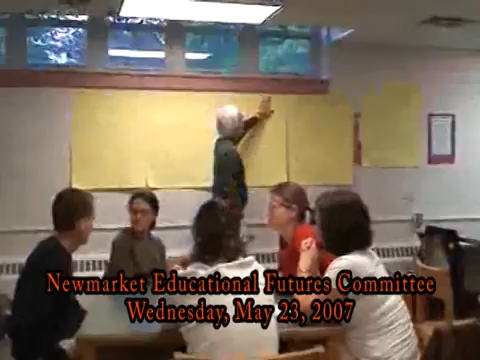 Newmarket Educational Futures Committee
Wednesday, May 23, 2007